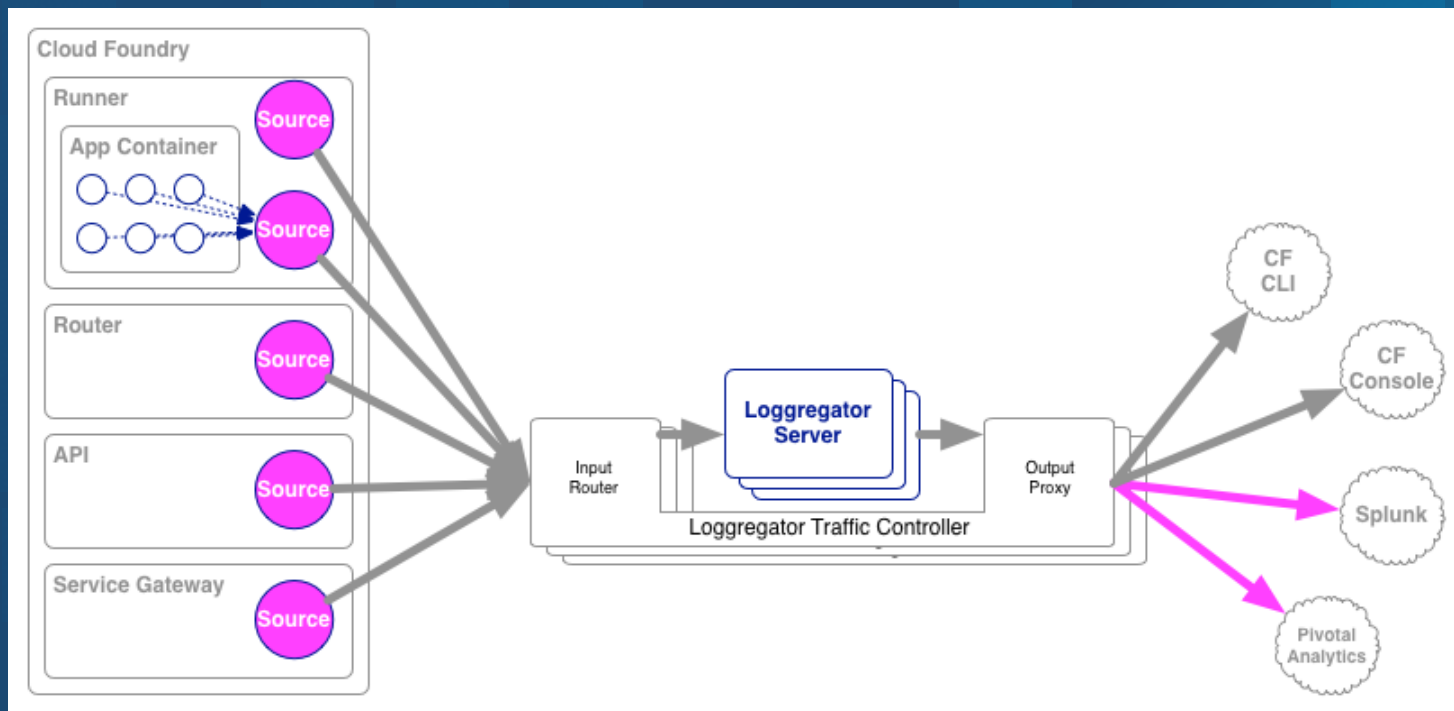 Cloud Foundry
Runner
Source
App Container
Source
Router
Source
API
Source
Service Gateway
Source
Input
Router
Loggregator
Server
Output
Proxy
Loggregator Traffic Controller
CF
CLI
CF
Console
Splunk
Pivotal
Analytics